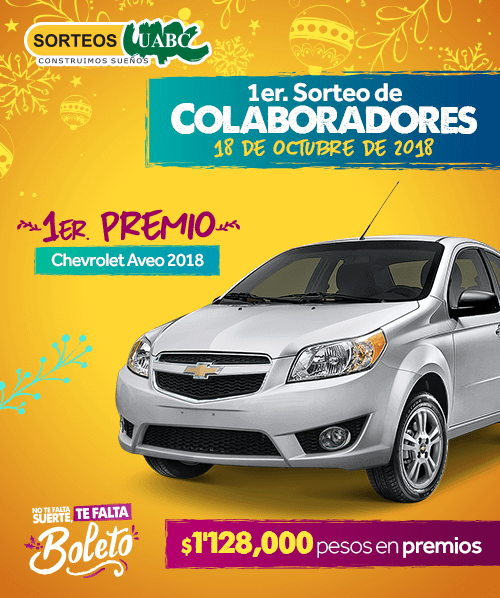 SORTEOS UABC
CONSTRUIMOS SUEÑOS
1er. Sorteo de
COLABORADORES
18 DE OCTUBRE DE 2018
1ER. PREMIO
Chevrolet Aveo 2018
NO TE FALTA
SUERTE, TE FALTA
Boleto
$1'128,000 pesos en premios